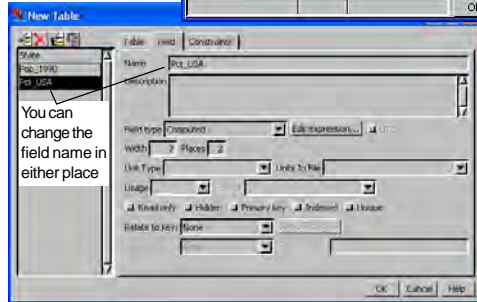 New Table
Table Field Constraints
State
Pop_1990
Pct_USA
Name Pct_USA
Description
You can
change the
field name in
either place
Field type Computed Edit Expression...
Width 7 Places 2
Unit Type Units In File
Usage
Read only Hidden Primary key Indexed Unique
Relate to key: None
OK Cancel Help